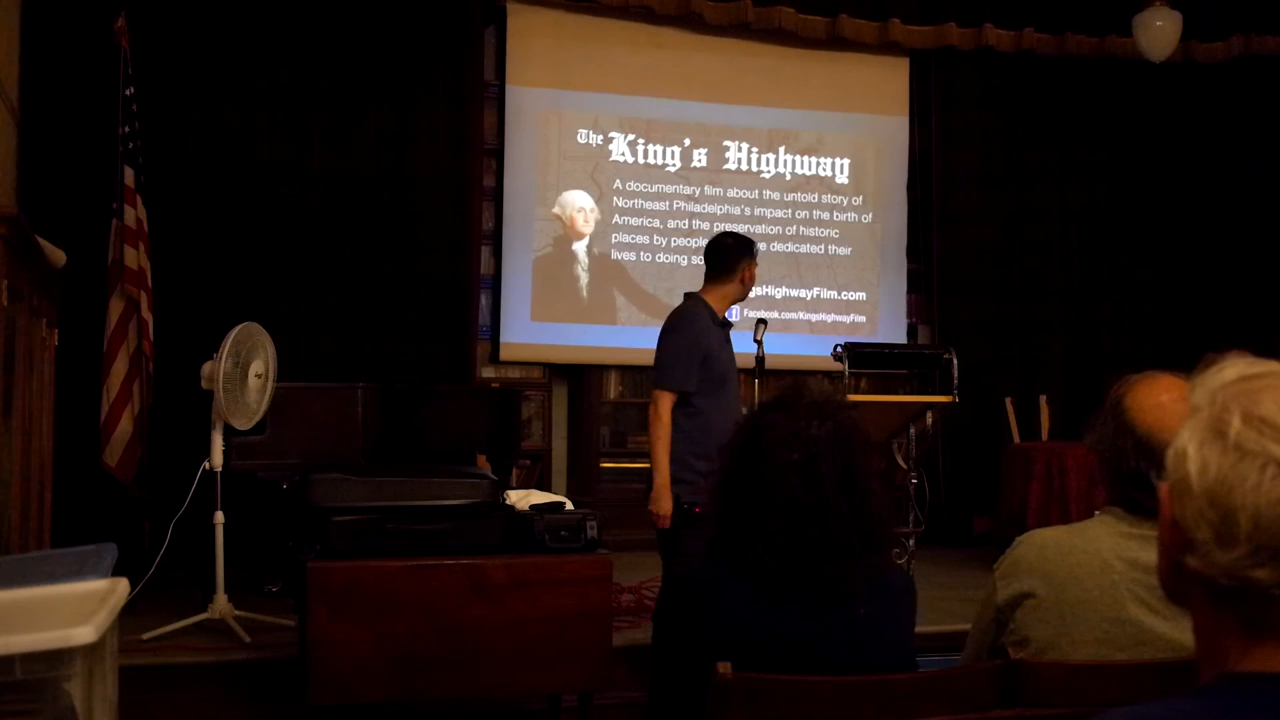 The King's Highway
A documentary film about the untold story of
Northeast Philadelphia's impact on the birth of
America, and the preservation of historic
places by people ve dedicated their
lives to doing so
gsHighwayFilm.com
f Facebook.com/KingsHighwayFilm